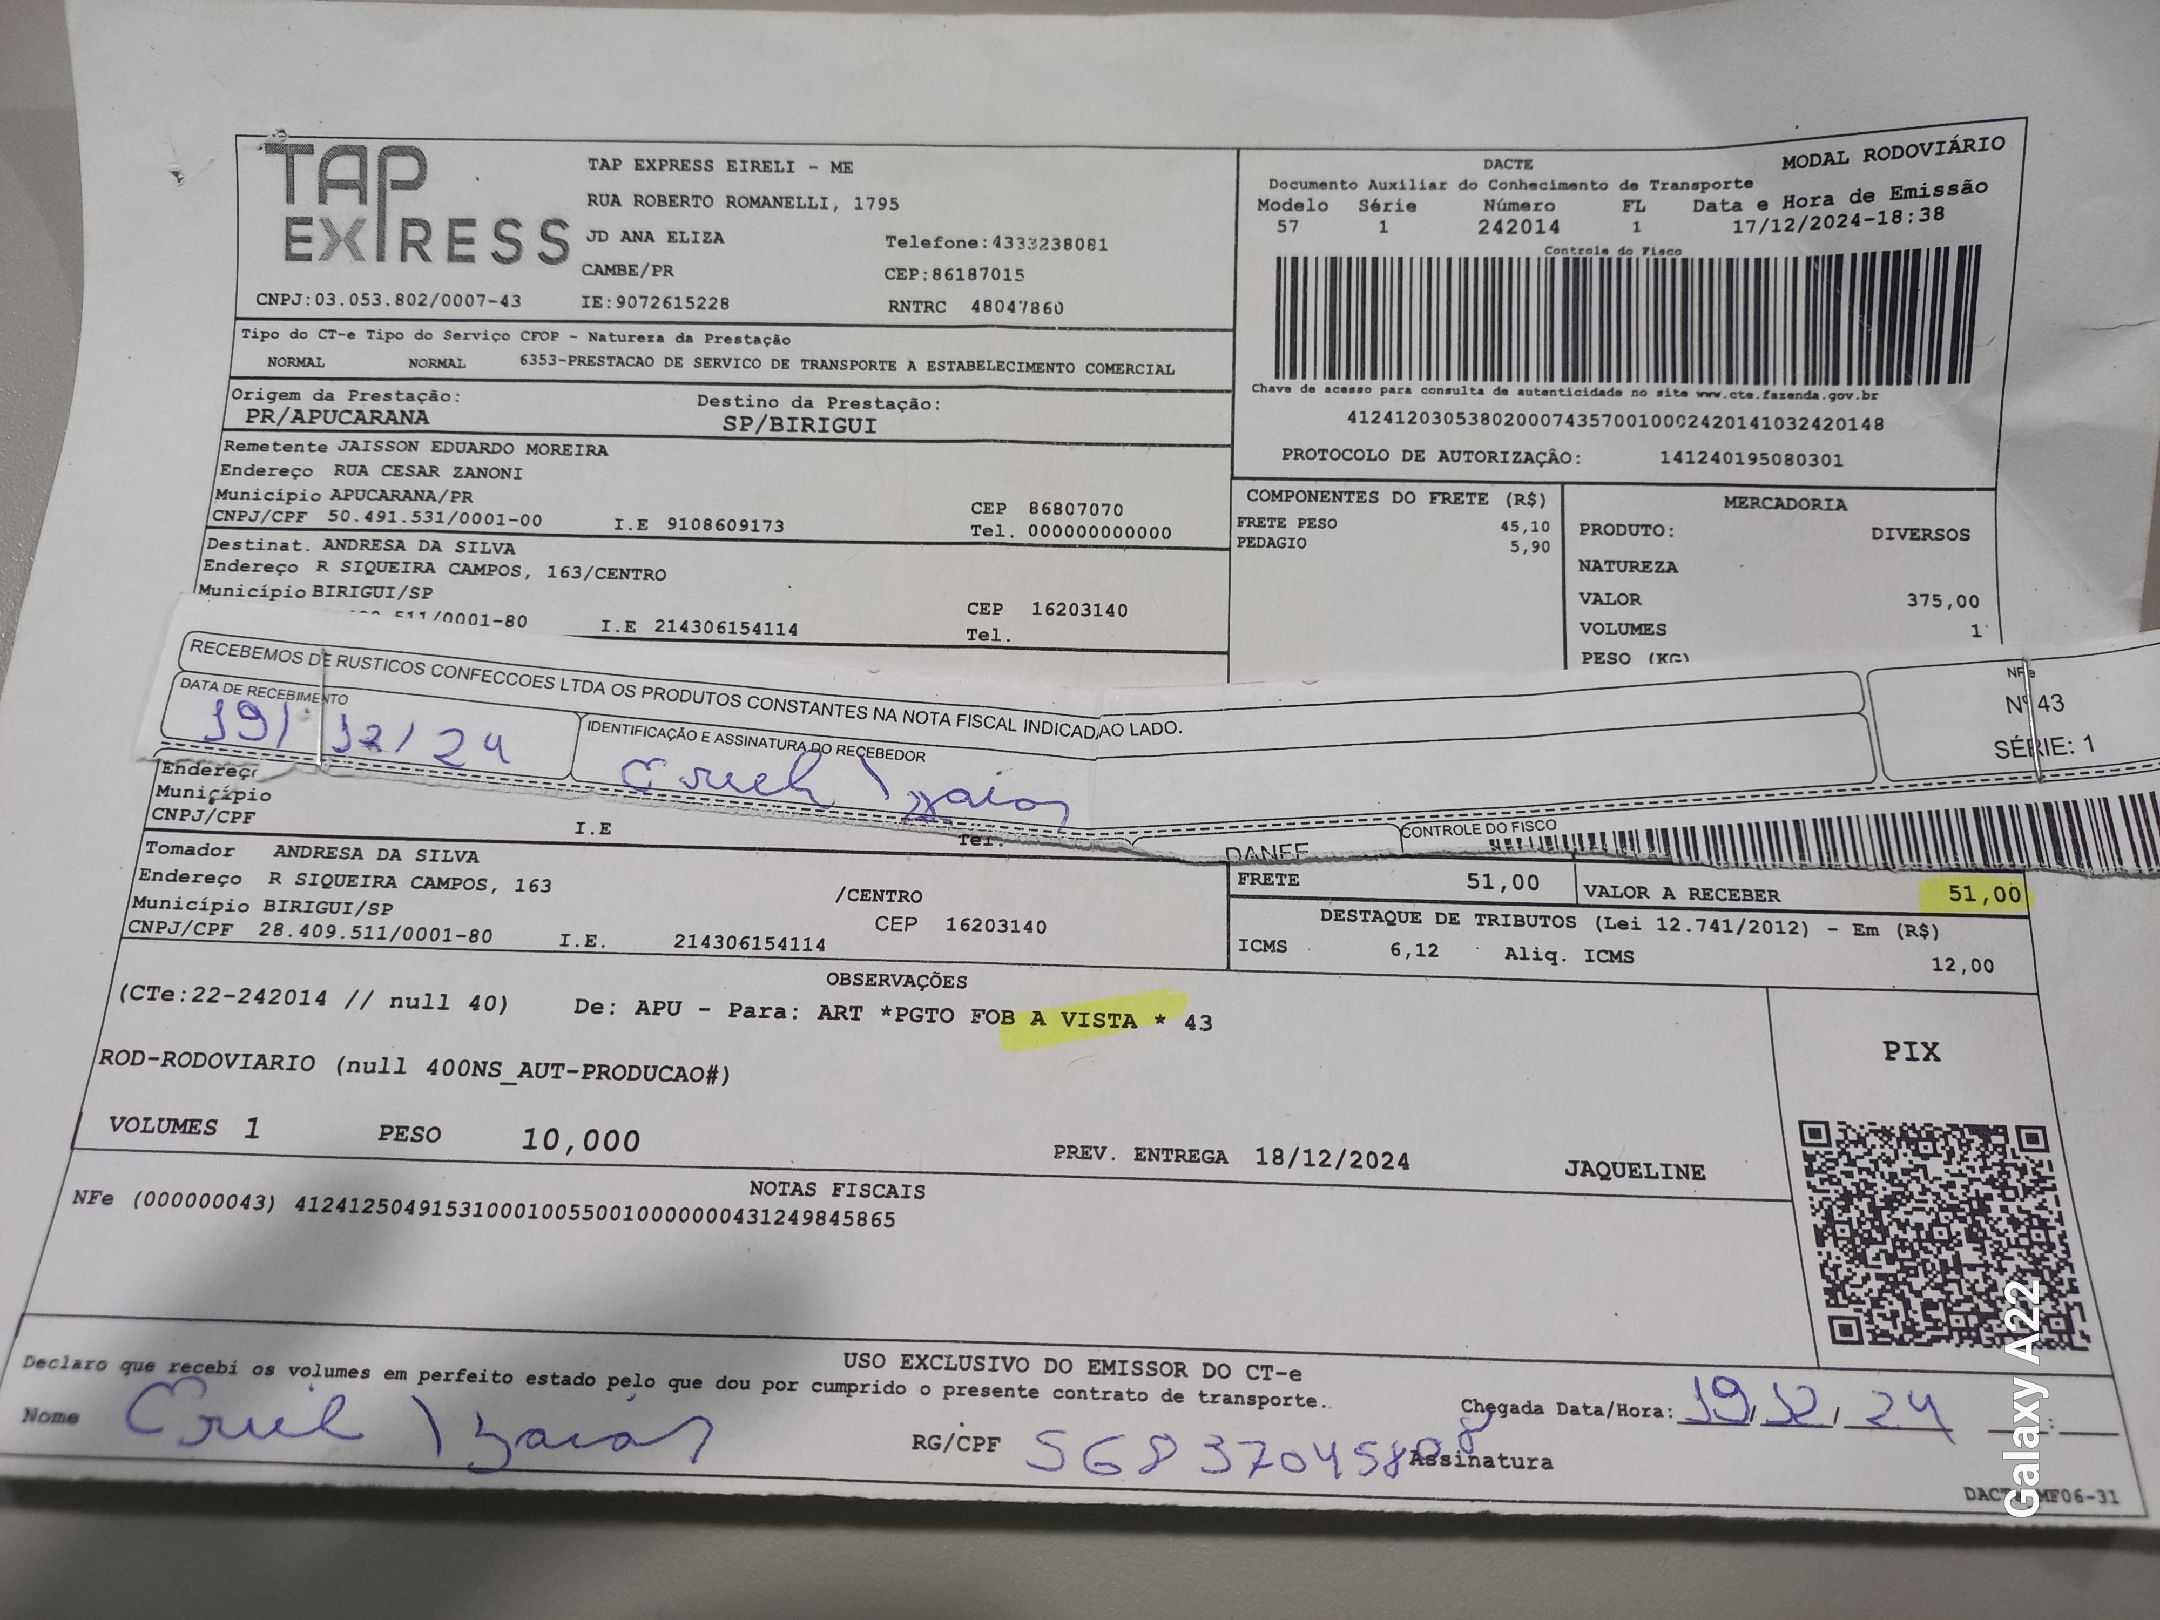 TAP EXPRESS
TAP EXPRESS EIRELI - ME
RUA ROBERTO ROMANELLI, 1795
JD ANA ELIZA
Telefone:4333238081
CAMBE/PR
CEP:86187015
CNPJ:03.053.802/0007-43
IE:9072615228
RNTRC 48047860
DACTE
MODAL RODOVIÁRIO
Documento Auxiliar do Conhecimento de Transporte
Modelo Série Número FL Data e Hora de Emissão
57 1 242014 1 17/12/2024-18:38
Controle do Fisco
Chave de acesso para consulta de autenticidade no site www.cte.fazenda.gov.br
41241203053802000743570010002420141032420148
PROTOCOLO DE AUTORIZAÇÃO: 141240195080301
Tipo do CT-e Tipo do Serviço CFOP - Natureza da Prestação
NORMAL NORMAL 6353-PRESTACAO DE SERVICO DE TRANSPORTE A ESTABELECIMENTO COMERCIAL
Origem da Prestação: Destino da Prestação:
PR/APUCARANA SP/BIRIGUI
Remetente JAISSON EDUARDO MOREIRA
Endereço RUA CESAR ZANONI
Município APUCARANA/PR CEP 86807070
CNPJ/CPF 50.491.531/0001-00 I.E 9108609173 Tel. 000000000000
Destinat. ANDRESA DA SILVA
Endereço R SIQUEIRA CAMPOS, 163/CENTRO
Município BIRIGUI/SP CEP 16203140
511/0001-80 I.E 214306154114 Tel.
COMPONENTES DO FRETE (R$)
FRETE PESO 45,10
PEDAGIO 5,90
MERCADORIA
PRODUTO: DIVERSOS
NATUREZA
VALOR 375,00
VOLUMES 1
PESO (KG)
RECEBEMOS DE RUSTICOS CONFECCOES LTDA OS PRODUTOS CONSTANTES NA NOTA FISCAL INDICADAO LADO.
DATA DE RECEBIMENTO
19/12/24
IDENTIFICAÇÃO E ASSINATURA DO RECEBEDOR
NFe
Nº 43
SÉRIE: 1
DANFE
CONTROLE DO FISCO
Endereço
Município
CNPJ/CPF I.E Tel.
Tomador ANDRESA DA SILVA
Endereço R SIQUEIRA CAMPOS, 163 /CENTRO
Município BIRIGUI/SP CEP 16203140
CNPJ/CPF 28.409.511/0001-80 I.E. 214306154114
FRETE 51,00 VALOR A RECEBER 51,00
DESTAQUE DE TRIBUTOS (Lei 12.741/2012) - Em (R$)
ICMS 6,12 Aliq. ICMS 12,00
OBSERVAÇÕES
(CTe:22-242014 // null 40) De: APU - Para: ART *PGTO FOB A VISTA * 43
ROD-RODOVIARIO (null 400NS_AUT-PRODUCAO#)
VOLUMES 1 PESO 10,000 PREV. ENTREGA 18/12/2024 JAQUELINE
PIX
NOTAS FISCAIS
NFe (000000043) 41241250491531000100550010000000431249845865
USO EXCLUSIVO DO EMISSOR DO CT-e
Declaro que recebi os volumes em perfeito estado pelo que dou por cumprido o presente contrato de transporte.
Chegada Data/Hora: 19/12/24 :
Nome
RG/CPF Assinatura
Galaxy A22